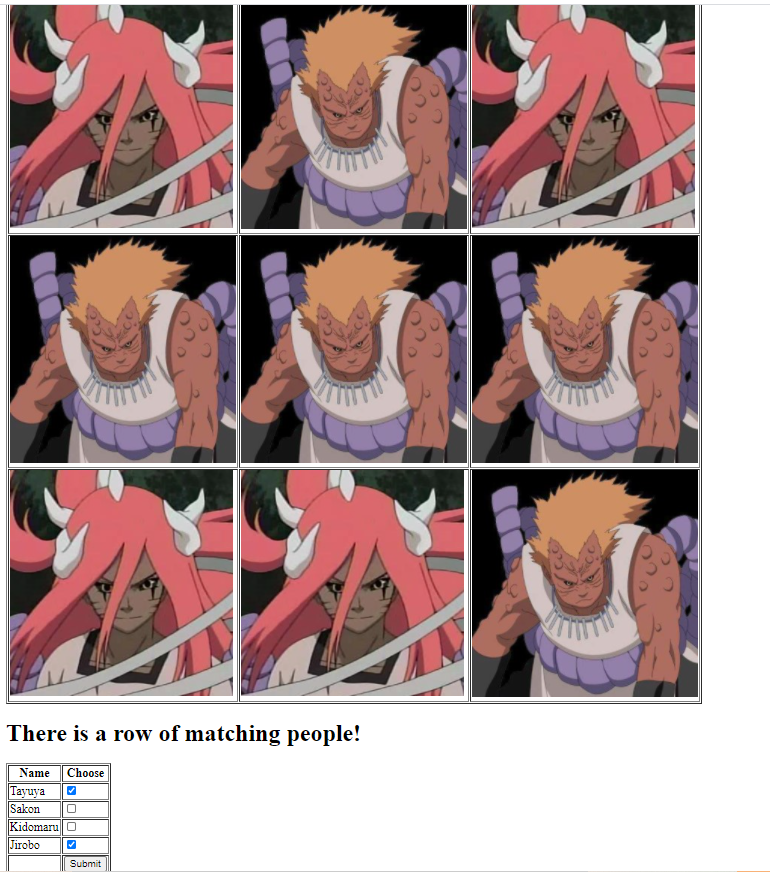 There is a row of matching people!
Name Choose
Tayuya
Sakon
Kidomaru
Jirobo
Submit